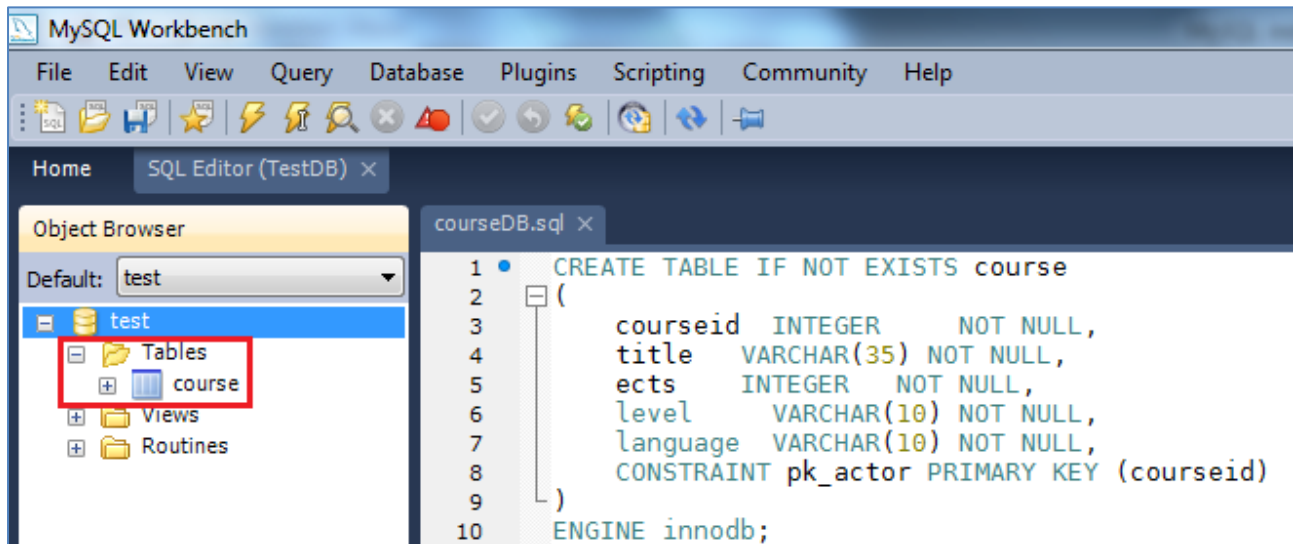 MySQL Workbench
File Edit View Query Database Plugins Scripting Community Help
Home SQL Editor (TestDB) ×
Object Browser
Default: test
test
Tables
course
Views
Routines
courseDB.sql ×
1 CREATE TABLE IF NOT EXISTS course
2 (
3 courseid INTEGER NOT NULL,
4 title VARCHAR(35) NOT NULL,
5 ects INTEGER NOT NULL,
6 level VARCHAR(10) NOT NULL,
7 language VARCHAR(10) NOT NULL,
8 CONSTRAINT pk_actor PRIMARY KEY (courseid)
9 )
10 ENGINE innodb;